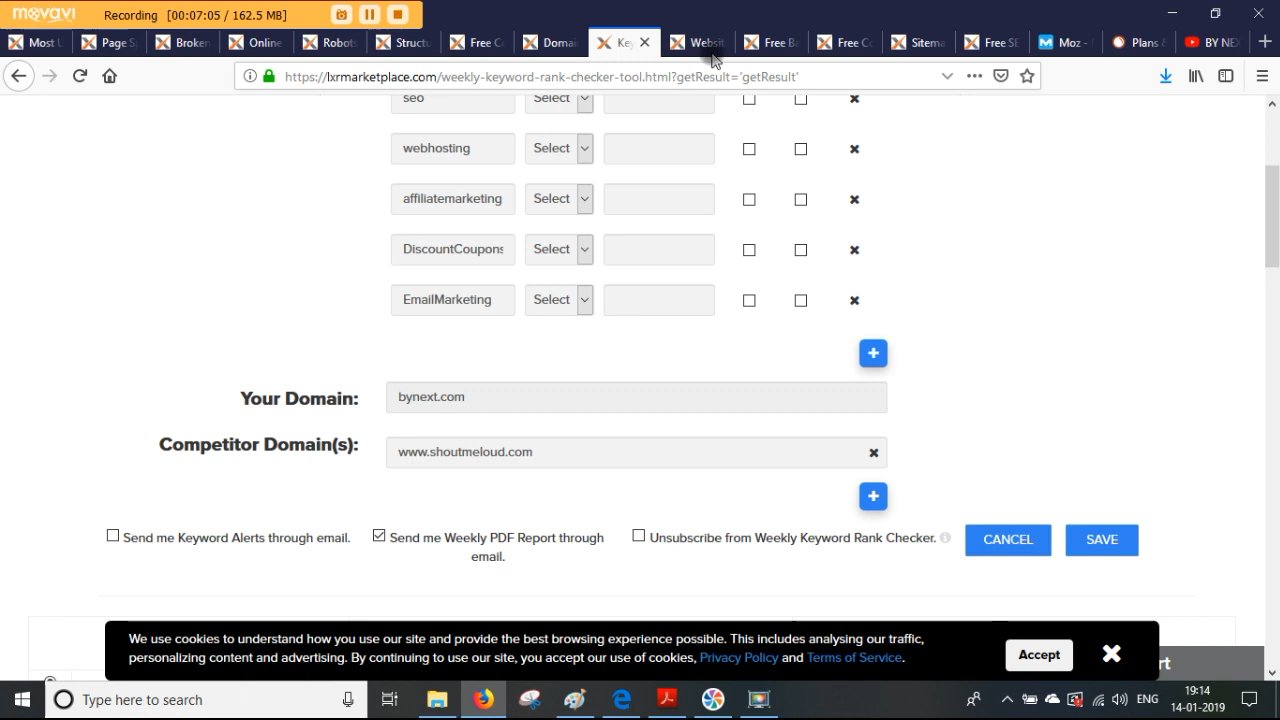 movavi Recording [00:07:05 / 162.5 MB]
Most U Page S Broken Online Robots Structu Free C Domai Key Websit Free Ba Free C Sitema Free SE Moz - Plans & BY NEX
https://lxrmarketplace.com/weekly-keyword-rank-checker-tool.html?getResult='getResult'
seo Select
webhosting Select
affiliatemarketing Select
DiscountCoupons Select
EmailMarketing Select
Your Domain: bynext.com
Competitor Domain(s): www.shoutmeloud.com
Send me Keyword Alerts through email. Send me Weekly PDF Report through email. Unsubscribe from Weekly Keyword Rank Checker. CANCEL SAVE
We use cookies to understand how you use our site and provide the best browsing experience possible. This includes analysing our traffic,
personalizing content and advertising. By continuing to use our site, you accept our use of cookies, Privacy Policy and Terms of Service.
Accept
rt
Type here to search
ENG
19:14
14-01-2019